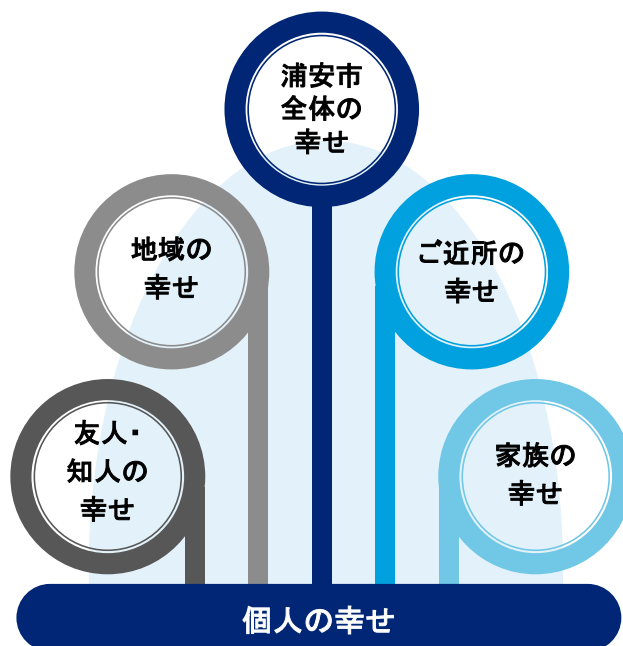 浦安市
全体の
幸せ
地域の
幸せ
ご近所の
幸せ
友人・
知人の
幸せ
家族の
幸せ
個人の幸せ